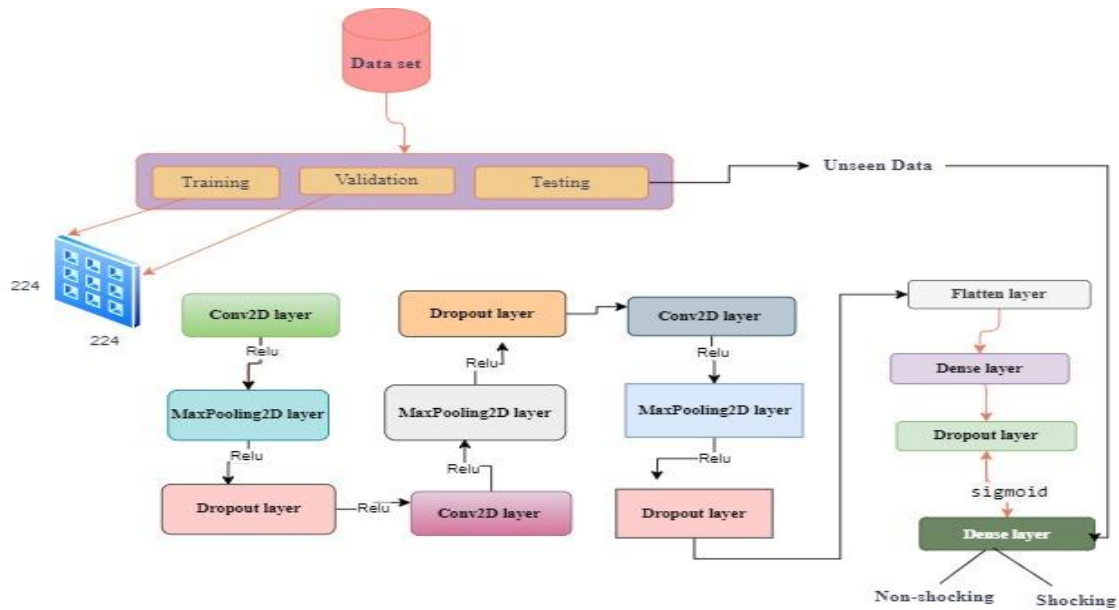 Data set
Training
Validation
Testing
Unseen Data
224
224
Conv2D layer
Relu
MaxPooling2D layer
Relu
Dropout layer
Relu
Conv2D layer
Relu
MaxPooling2D layer
Relu
Dropout layer
Conv2D layer
Relu
MaxPooling2D layer
Relu
Dropout layer
Flatten layer
Dense layer
Dropout layer
sigmoid
Dense layer
Non-shocking
Shocking